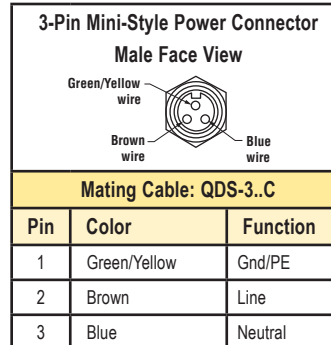 3-Pin Mini-Style Power Connector
Male Face View
Green/Yellow
wire
Brown
wire
Blue
wire
Mating Cable: QDS-3..C
Pin Color Function
1 Green/Yellow Gnd/PE
2 Brown Line
3 Blue Neutral